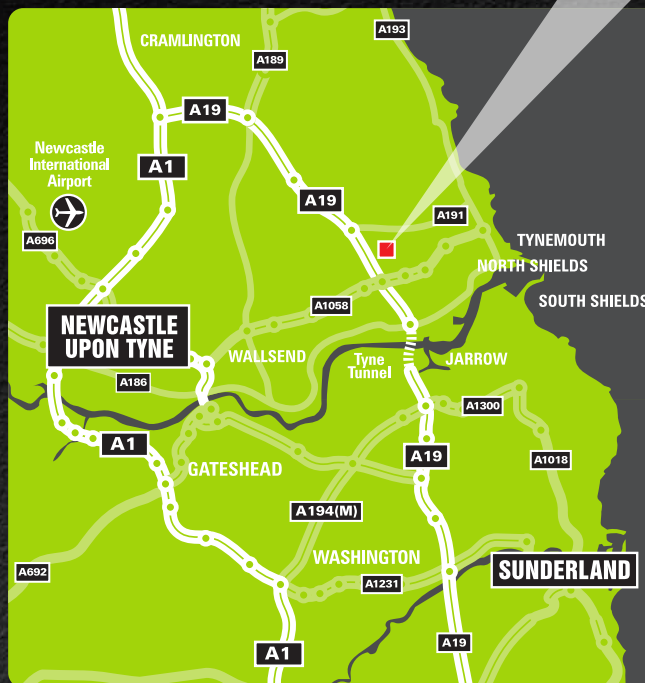 A193
CRAMLINGTON
A189
A19
Newcastle
International
Airport
A1
A19
A191
A696
TYNEMOUTH
NORTH SHIELDS
SOUTH SHIELDS
A1058
NEWCASTLE
UPON TYNE
WALLSEND
Tyne
Tunnel
JARROW
A186
A1300
A1
GATESHEAD
A19
A1018
A194(M)
WASHINGTON
A692
A1231
SUNDERLAND
A19
A1